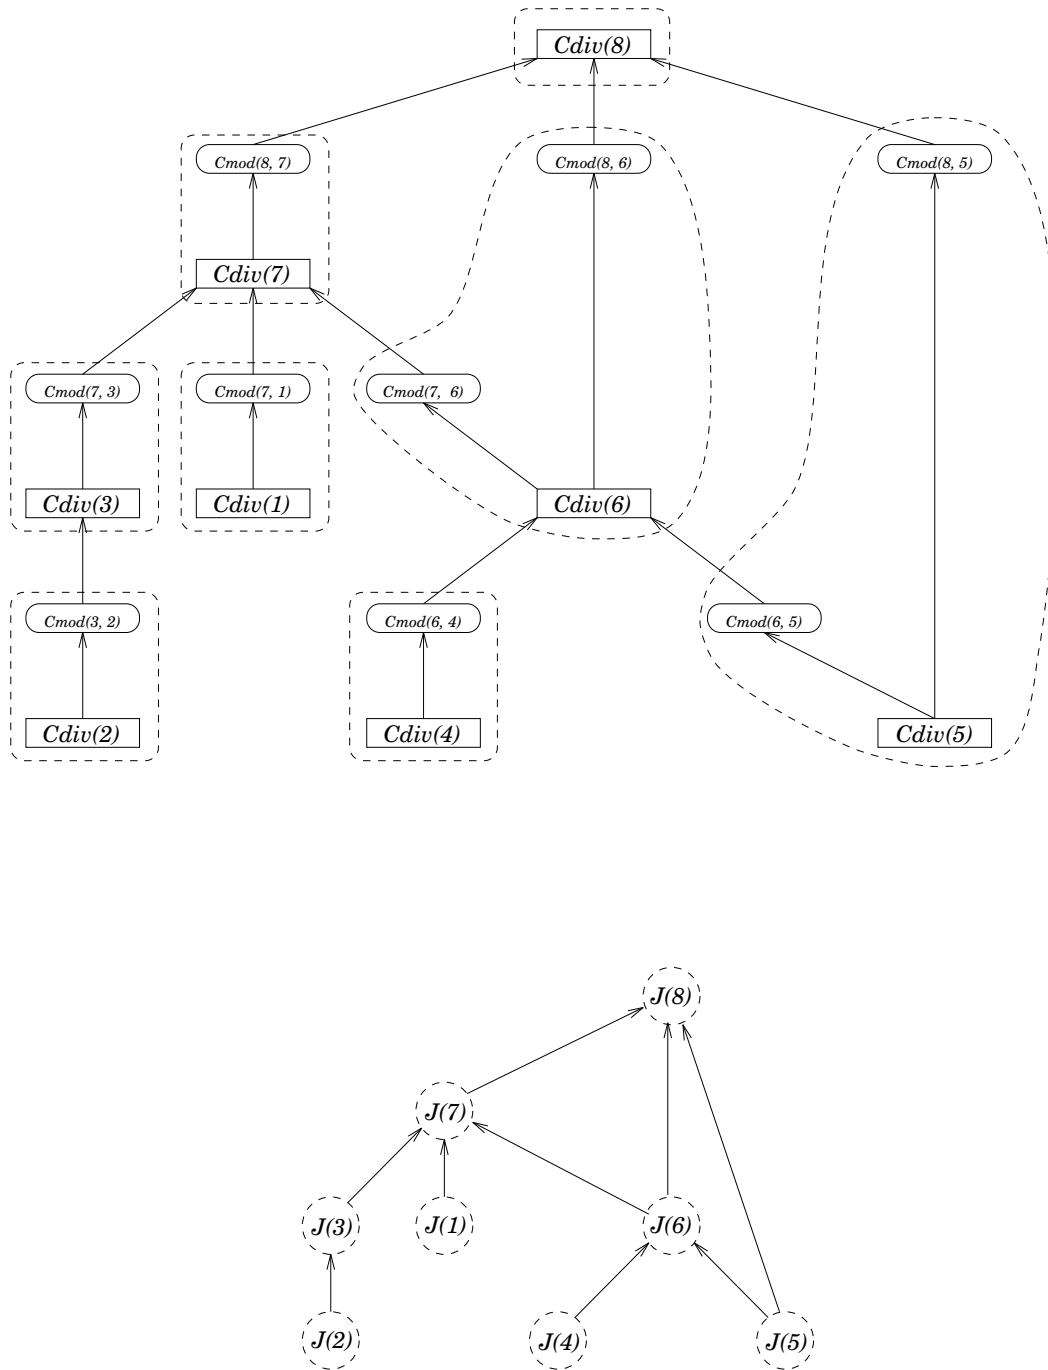 Cdiv(8)
Cmod(8, 7)
Cmod(8, 6)
Cmod(8, 5)
Cdiv(7)
Cmod(7, 3)
Cmod(7, 1)
Cmod(7, 6)
Cdiv(3)
Cdiv(1)
Cdiv(6)
Cmod(3, 2)
Cmod(6, 4)
Cmod(6, 5)
Cdiv(2)
Cdiv(4)
Cdiv(5)
J(8)
J(7)
J(3)
J(1)
J(6)
J(2)
J(4)
J(5)